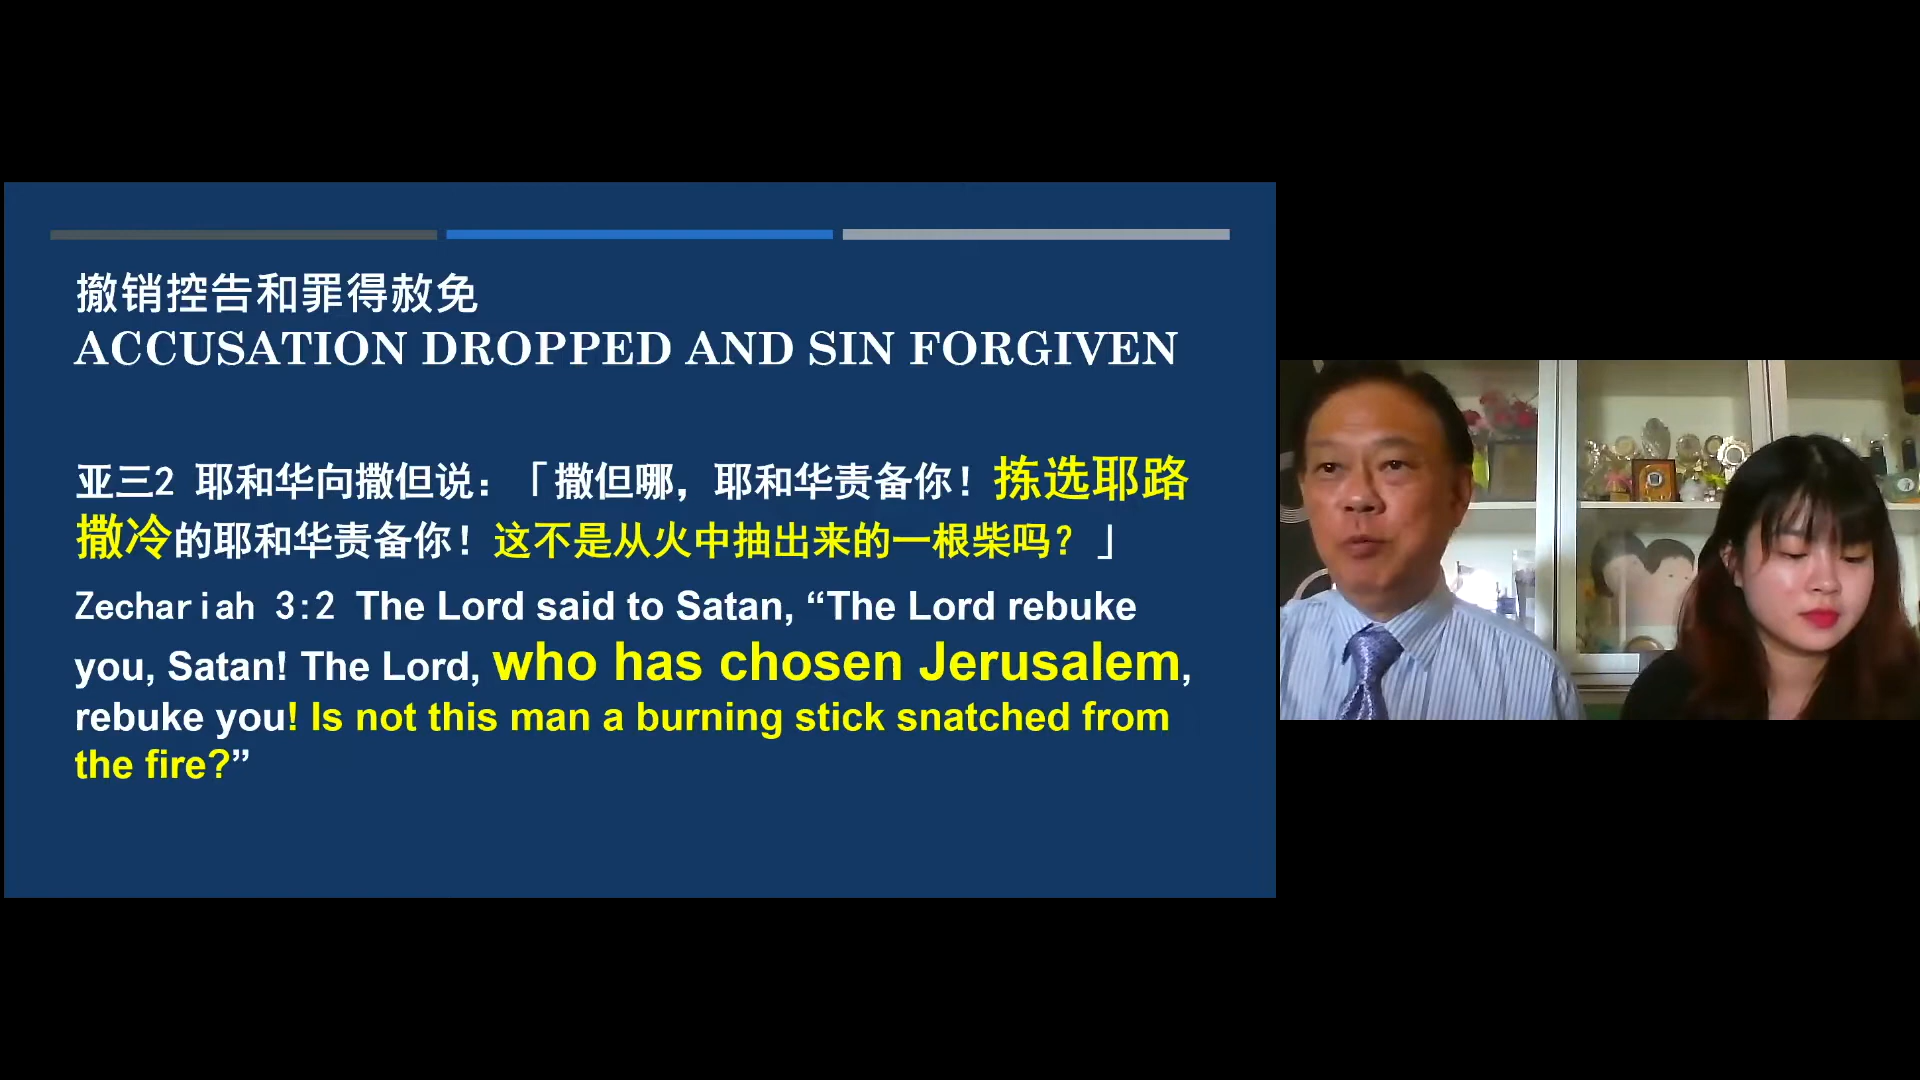 撤销控告和罪得赦免
ACCUSATION DROPPED AND SIN FORGIVEN
亚三2 耶和华向撒但说：「撒但哪，耶和华责备你！拣选耶路
撒冷的耶和华责备你！这不是从火中抽出来的一根柴吗？」
Zechariah 3:2 The Lord said to Satan, “The Lord rebuke
you, Satan! The Lord, who has chosen Jerusalem,
rebuke you! Is not this man a burning stick snatched from
the fire?”